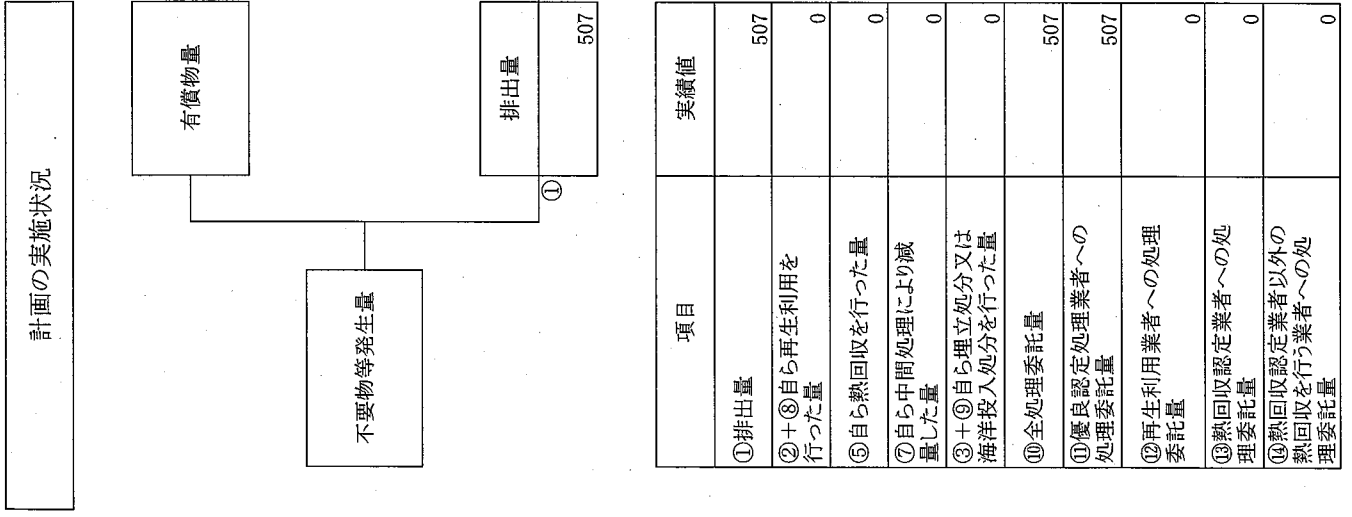 計画の実施状況
有償物量
不要物等発生量
排出量
①
507
項目
実績値
①排出量
507
②+⑧自ら再生利用を
行った量
0
⑤自ら熱回収を行った量
0
⑦自ら中間処理により減
量した量
0
③+⑨自ら埋立処分又は
海洋投入処分を行った量
0
⑩全処理委託量
507
⑪優良認定処理業者への
処理委託量
507
⑫再生利用業者への処理
委託量
0
⑬熱回収認定業者への処
理委託量
0
⑭熱回収認定業者以外の
熱回収を行う業者への処
理委託量
0